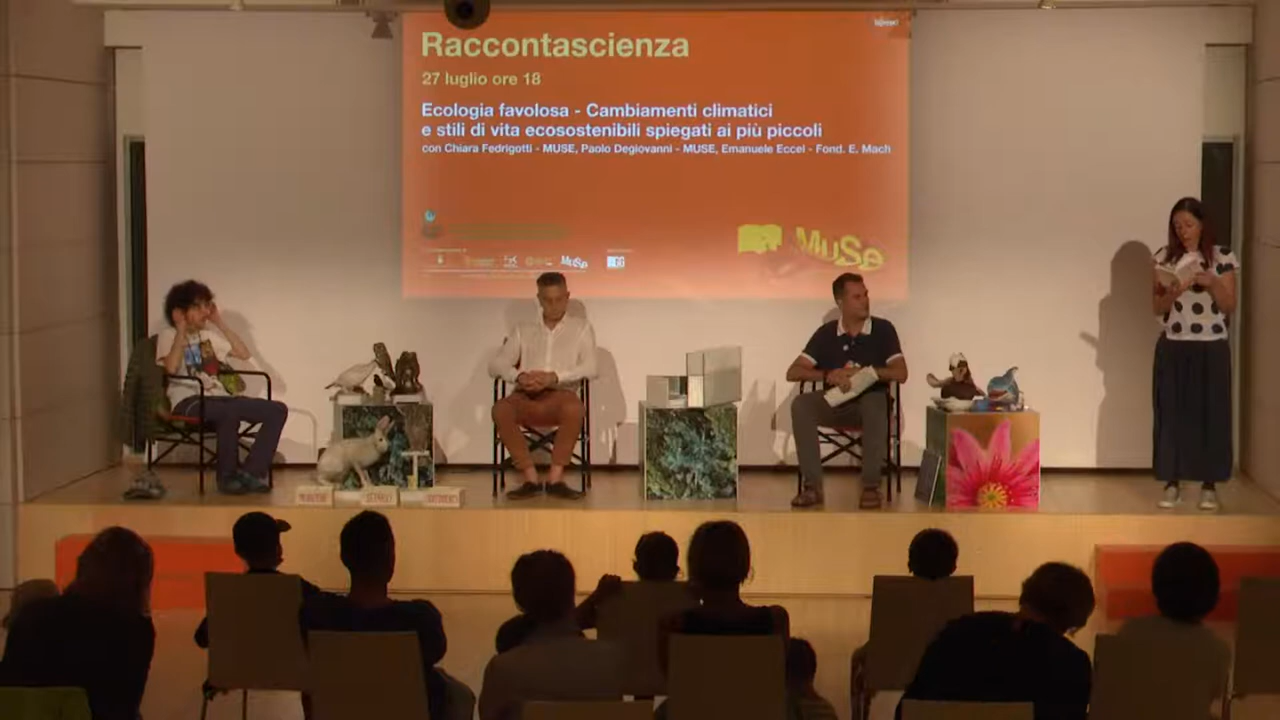 Raccontascienza
27 luglio ore 18
Ecologia favolosa - Cambiamenti climatici
e stili di vita ecosostenibili spiegati ai più piccoli
con Chiara Fedrigotti - MUSE, Paolo Degiovanni - MUSE, Emanuele Eccel - Fond. E. Mach
MUSe
MUSe